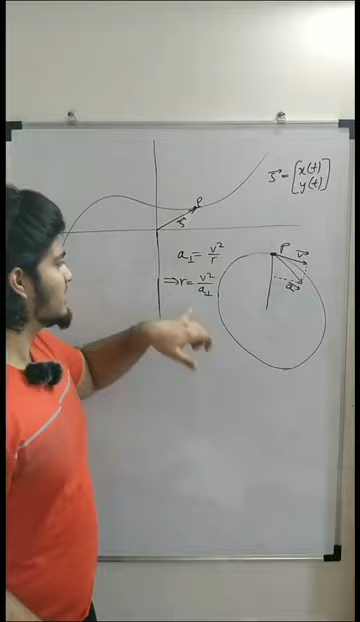 P
s⃗
s⃗ = [x(t)
y(t)]
a⊥ = v²/r
⇒ r = v²/a⊥
P
v⃗
a⃗